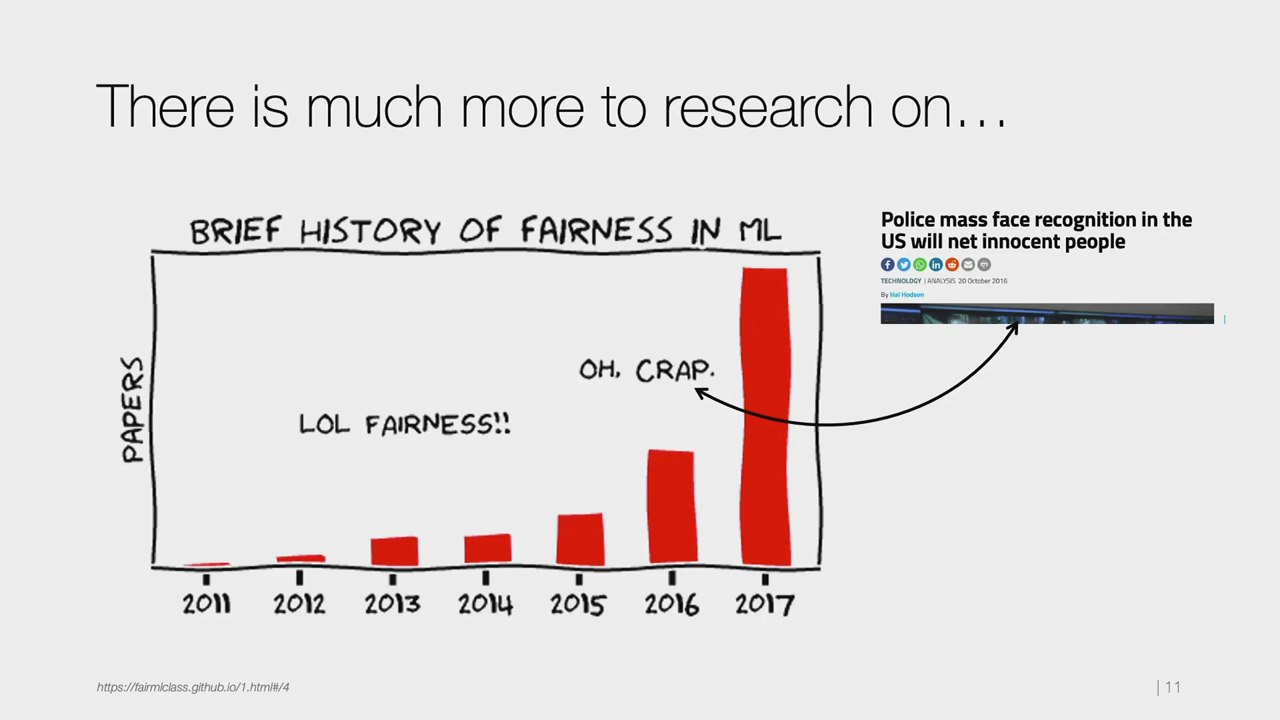 There is much more to research on…
BRIEF HISTORY OF FAIRNESS IN ML
PAPERS
LOL FAIRNESS!!
OH, CRAP.
2011 2012 2013 2014 2015 2016 2017
Police mass face recognition in the
US will net innocent people
TECHNOLOGY | ANALYSIS 20 October 2016
By Hal Hodson
https://fairmlclass.github.io/1.html#/4
| 11